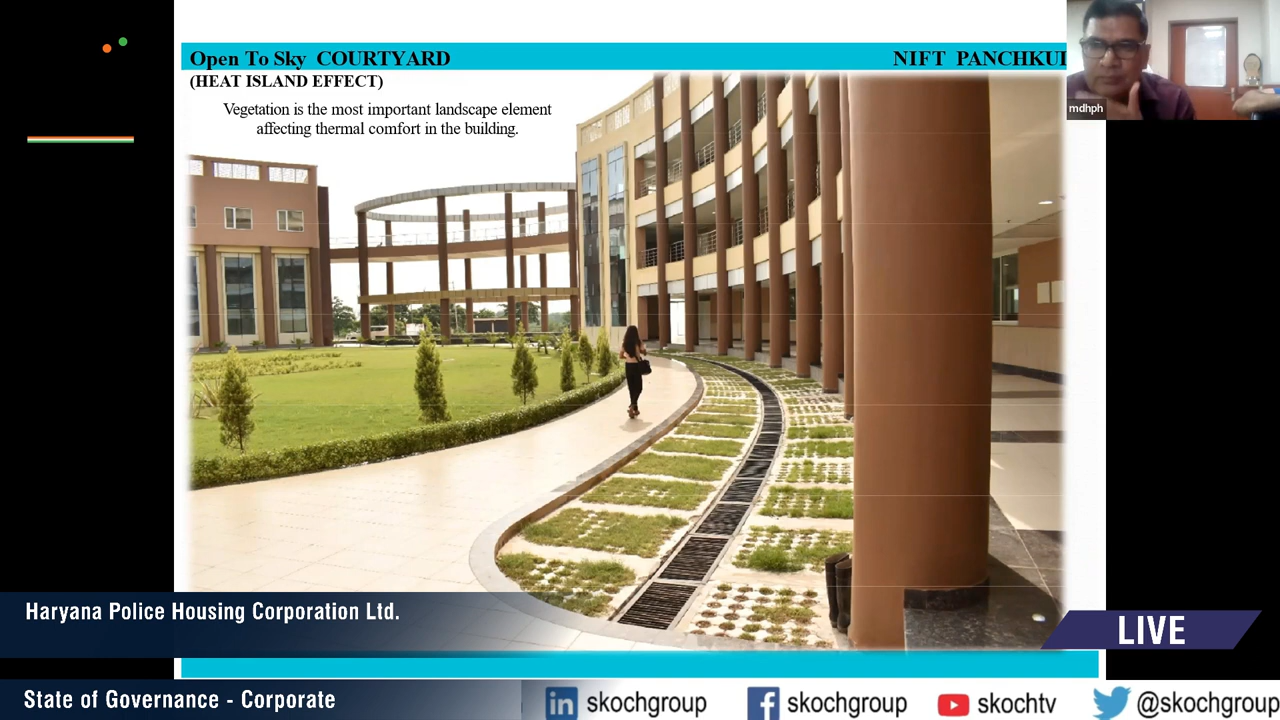 Open To Sky COURTYARD
NIFT PANCHKU
(HEAT ISLAND EFFECT)
Vegetation is the most important landscape element
affecting thermal comfort in the building.
mdhph
Haryana Police Housing Corporation Ltd.
LIVE
State of Governance - Corporate
in skochgroup
f skochgroup
skochtv
@skochgroup